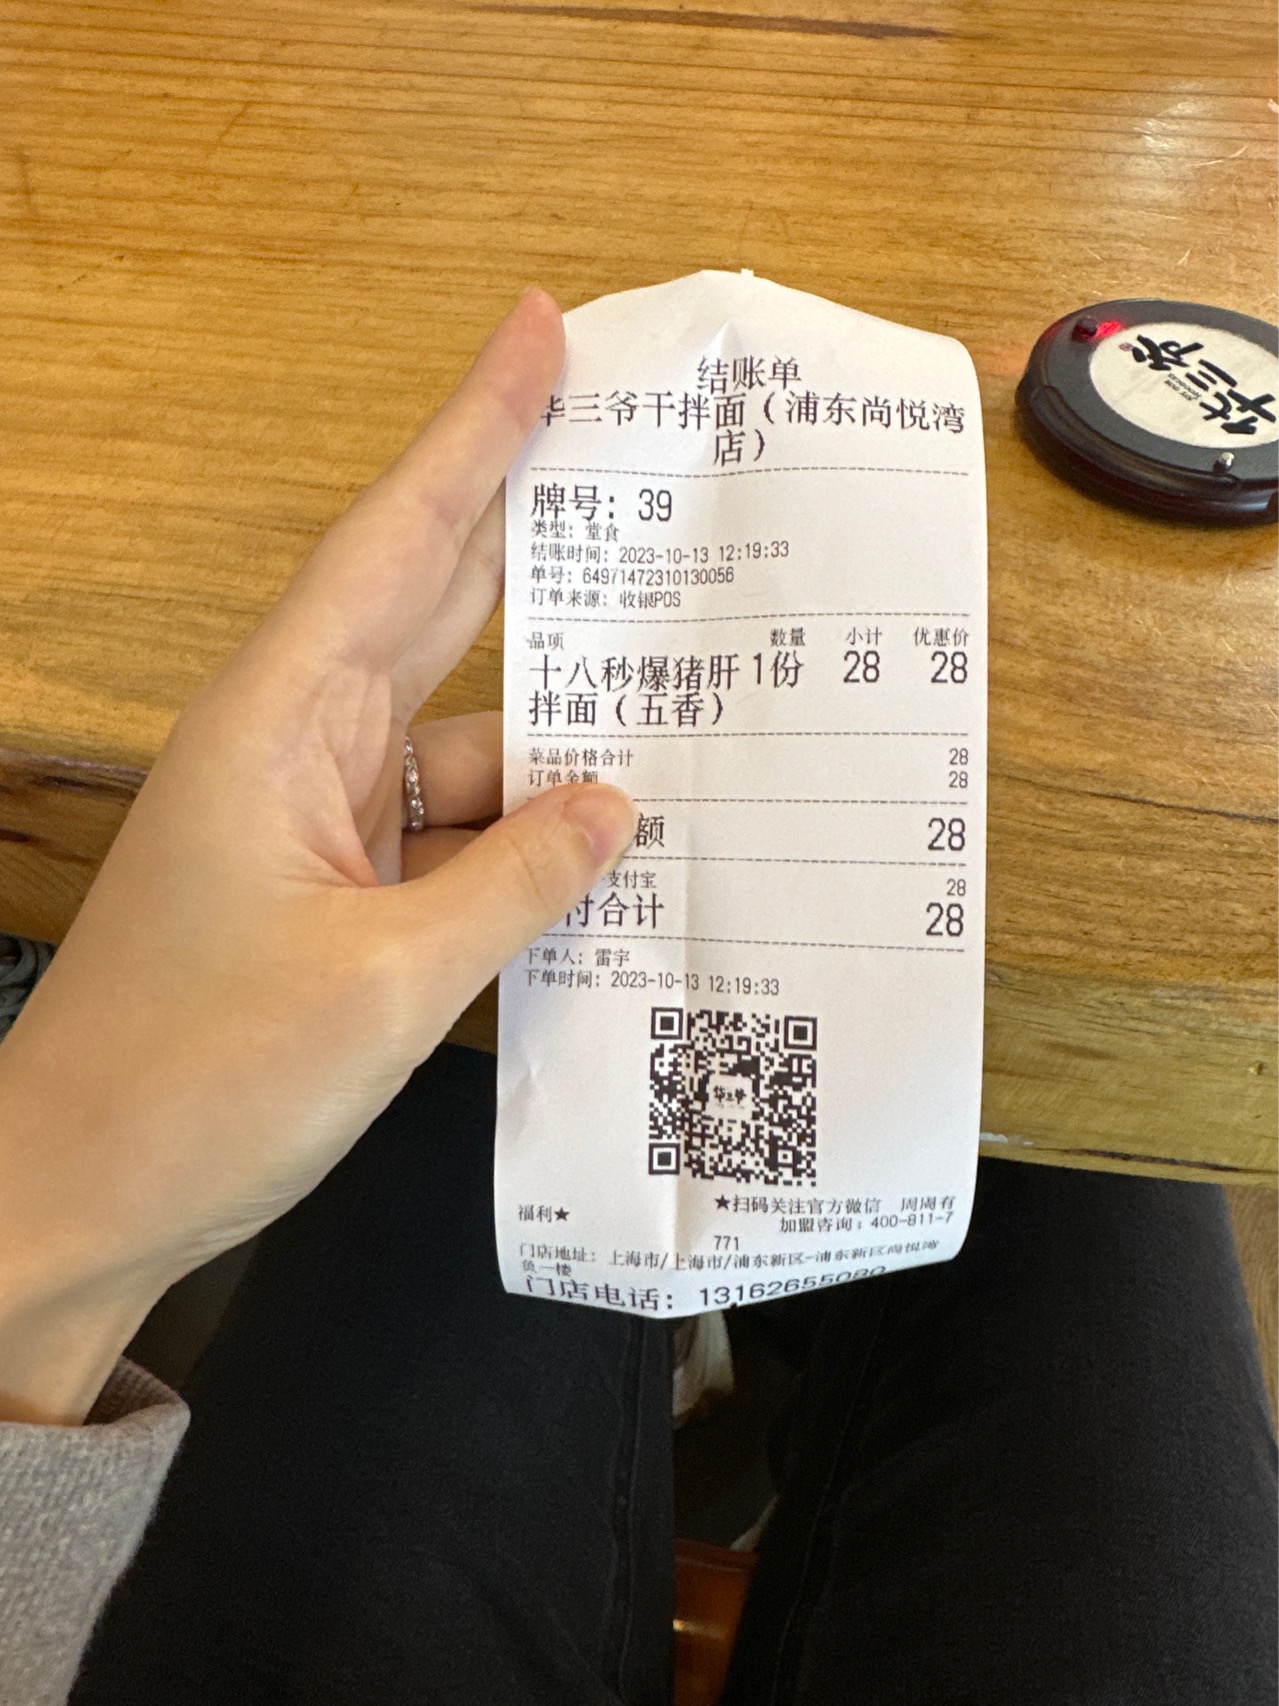 结账单
华三爷干拌面（浦东尚悦湾
店）
牌号: 39
类型: 堂食
结账时间: 2023-10-13 12:19:33
单号: 64971472310130056
订单来源: 收银POS
品项 数量 小计 优惠价
十八秒爆猪肝 1份 28 28
拌面（五香）
菜品价格合计 28
订单金额 28
额 28
支付宝 28
付合计 28
下单人: 雷宇
下单时间: 2023-10-13 12:19:33
华三爷
★扫码关注官方微信 周周有
福利★
加盟咨询: 400-811-7
771
门店地址: 上海市/上海市/浦东新区-浦东新区尚悦湾
负一楼
门店电话: 13162655080
华三爷